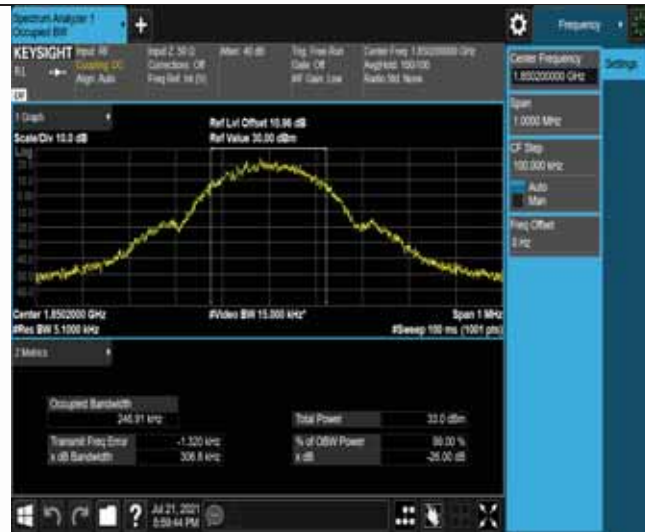 Spectrum Analyzer 1
Occupied BW
Frequency
KEYSIGHT Input: RF
Coupling: DC
Align: Auto
Input Z: 50 Ω
Corrections: Off
Freq Ref: Int (S)
Atten: 40 dB
Trig: Free Run
Gate: Off
#IF Gain: Low
Center Freq: 1.850200000 GHz
Avg|Hold: 100/100
Radio Std: None
Center Frequency
1.850200000 GHz
Settings
Span
1.0000 MHz
CF Step
100.000 kHz
Auto
Man
Freq Offset
0 Hz
1 Graph
Scale/Div 10.0 dB
Ref Lvl Offset 10.96 dB
Ref Value 30.00 dBm
Log
Center 1.8502000 GHz
#Res BW 5.1000 kHz
#Video BW 15.000 kHz*
Span 1 MHz
#Sweep 100 ms (1001 pts)
2 Metrics
Occupied Bandwidth
246.91 kHz
Total Power
33.0 dBm
Transmit Freq Error
-1.320 kHz
% of OBW Power
99.00 %
x dB Bandwidth
306.8 kHz
x dB
-26.00 dB
Jul 21, 2021
8:59:44 PM